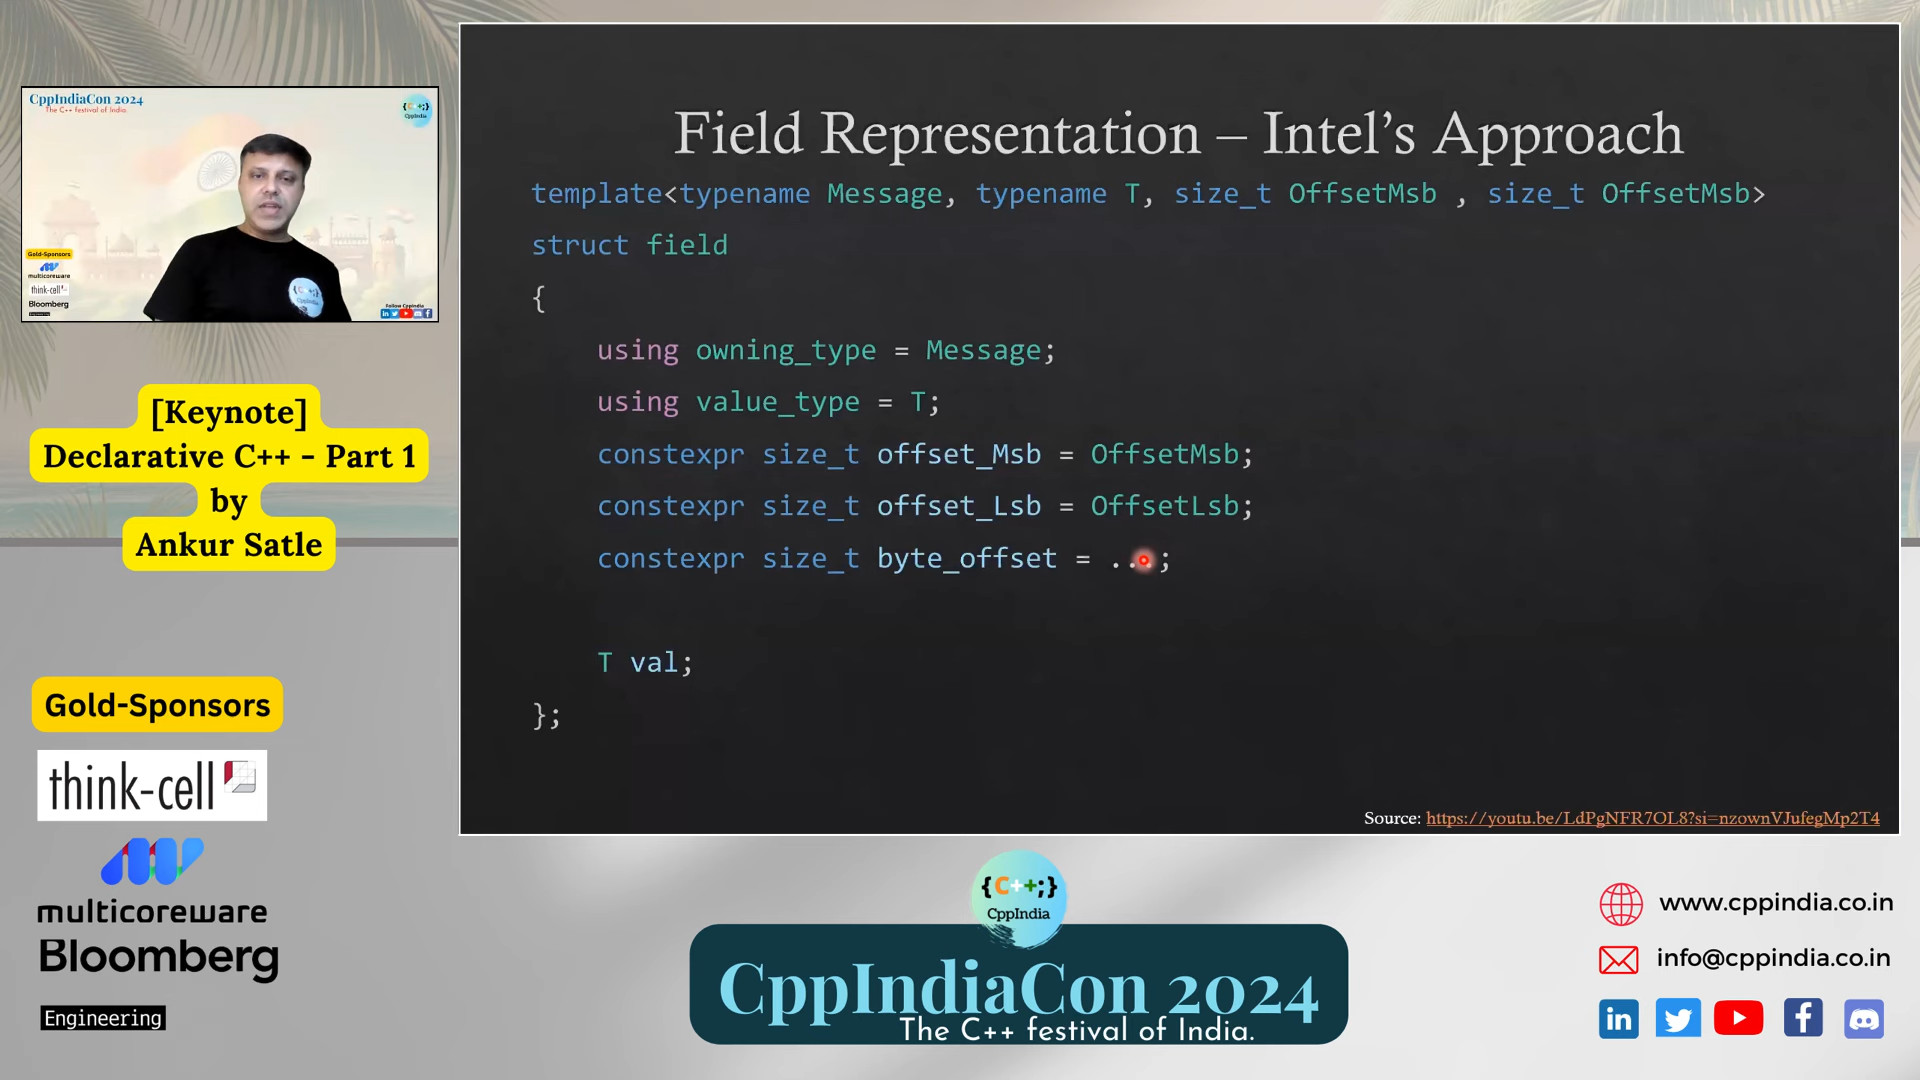 CppIndiaCon 2024
The C++ festival of India.
{C++;}
CppIndia
Gold-Sponsors
multicoreware
think-cell
Bloomberg
Engineering
Follow CppIndia
CppIndia
[Keynote]
Declarative C++ - Part 1
by
Ankur Satle
Gold-Sponsors
think-cell
multicoreware
Bloomberg
Engineering
Field Representation – Intel’s Approach
template<typename Message, typename T, size_t OffsetMsb , size_t OffsetMsb>
struct field
{
using owning_type = Message;
using value_type = T;
constexpr size_t offset_Msb = OffsetMsb;
constexpr size_t offset_Lsb = OffsetLsb;
constexpr size_t byte_offset = ...;
T val;
};
Source: https://youtu.be/LdPgNFR7OL8?si=nzownVJufegMp2T4
{C++;}
CppIndia
CppIndiaCon 2024
The C++ festival of India.
www.cppindia.co.in
info@cppindia.co.in
in
f